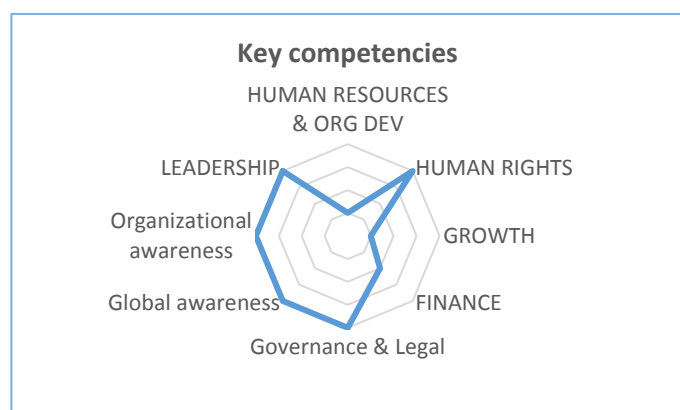 Key competencies
HUMAN RESOURCES
& ORG DEV
LEADERSHIP
HUMAN RIGHTS
Organizational
awareness
GROWTH
Global awareness
FINANCE
Governance & Legal